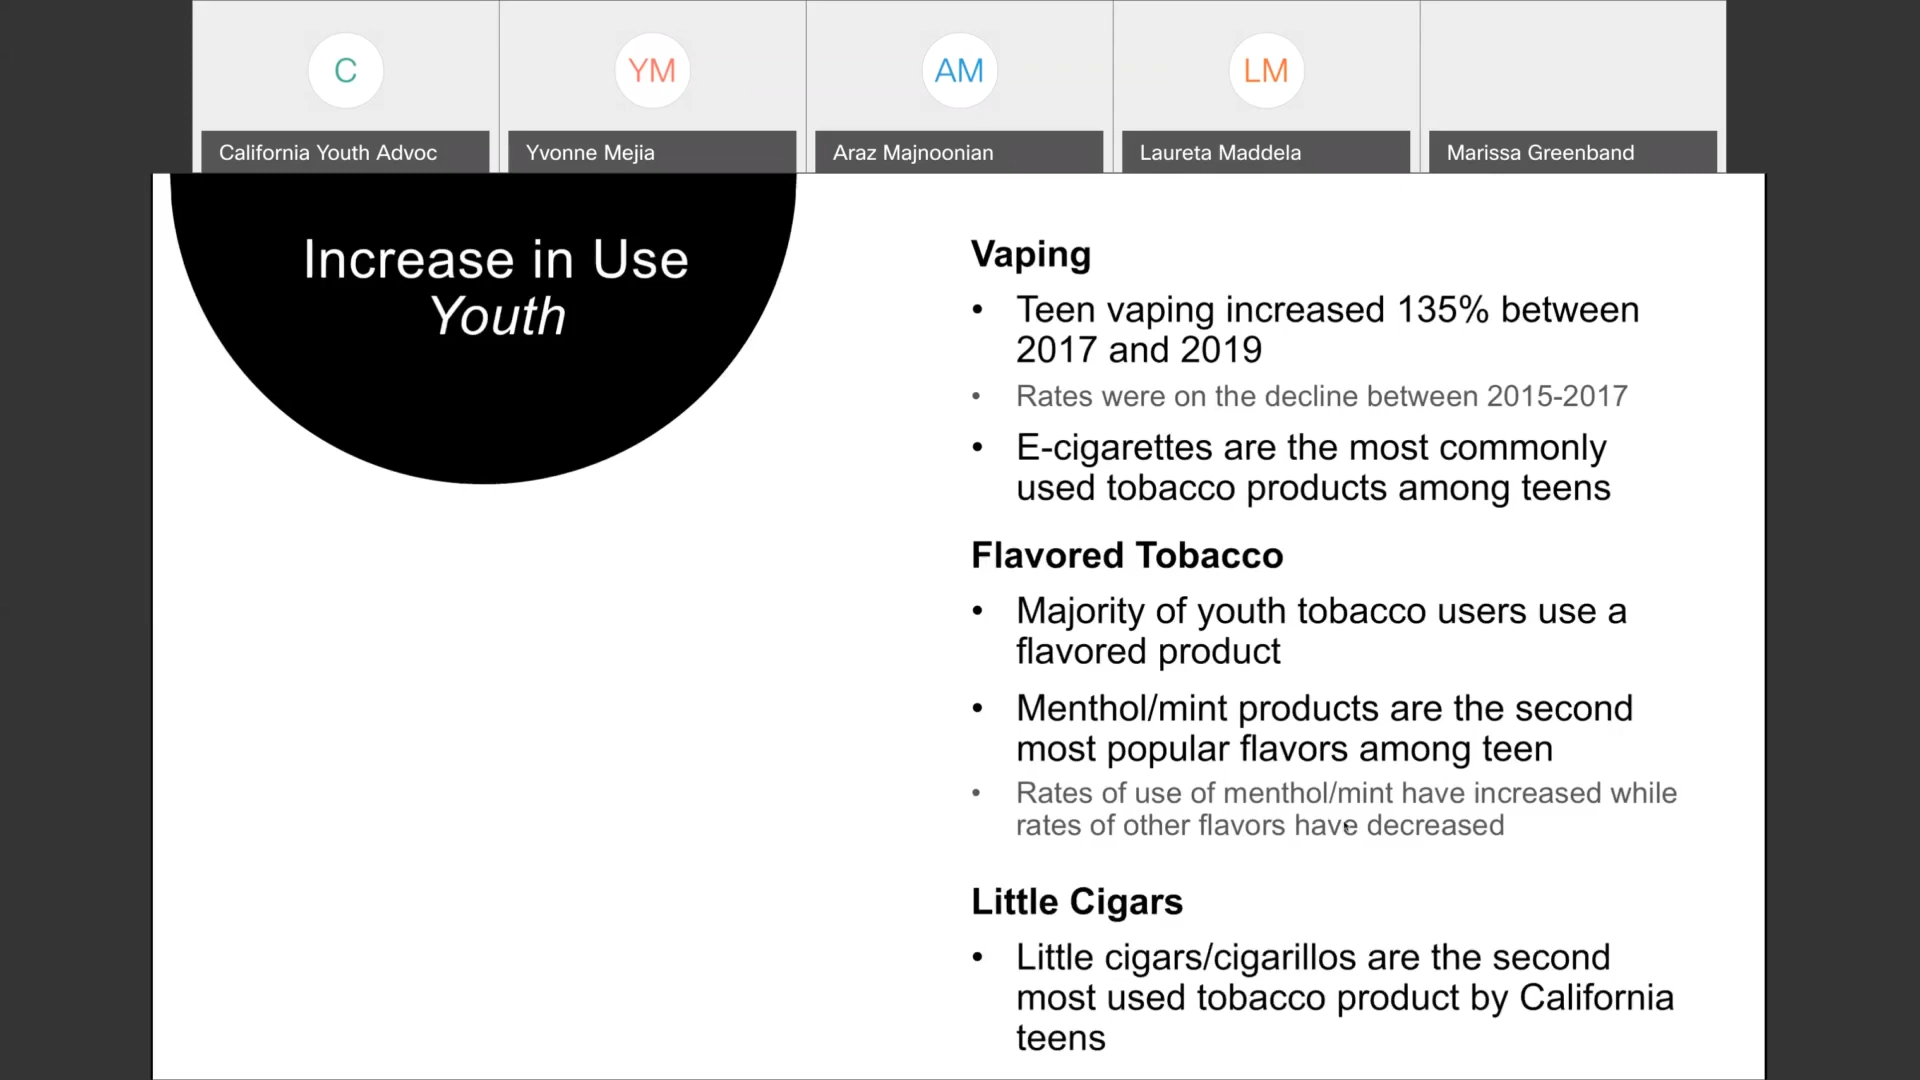 C
YM
AM
LM
California Youth Advoc
Yvonne Mejia
Araz Majnoonian
Laureta Maddela
Marissa Greenband
Increase in Use
Youth
Vaping
• Teen vaping increased 135% between
2017 and 2019
• Rates were on the decline between 2015-2017
• E-cigarettes are the most commonly
used tobacco products among teens
Flavored Tobacco
• Majority of youth tobacco users use a
flavored product
• Menthol/mint products are the second
most popular flavors among teen
• Rates of use of menthol/mint have increased while
rates of other flavors have decreased
Little Cigars
• Little cigars/cigarillos are the second
most used tobacco product by California
teens